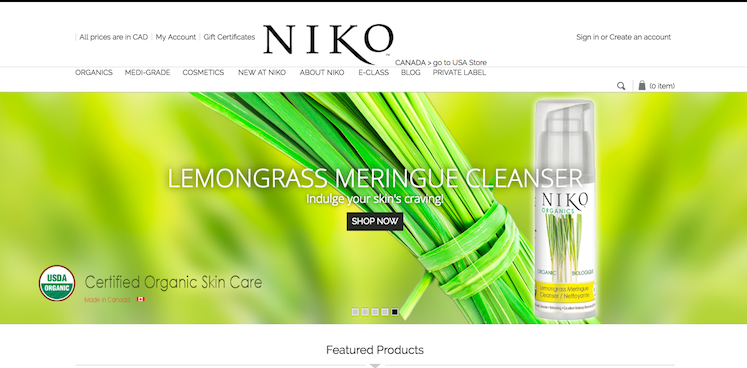 All prices are in CAD | My Account | Gift Certificates
NIKO
Sign in or Create an account
CANADA > go to USA Store
ORGANICS MEDI-GRADE COSMETICS NEW AT NIKO ABOUT NIKO E-CLASS BLOG PRIVATE LABEL
(0 item)
LEMONGRASS MERINGUE CLEANSER
Indulge your skin's craving!
SHOP NOW
NIKO
ORGANICS
ORGANIC BIOLOGIQUE
Lemongrass Meringue
Cleanser / Nettoyante
USDA
ORGANIC
Certified Organic Skin Care
Made in Canada
Featured Products